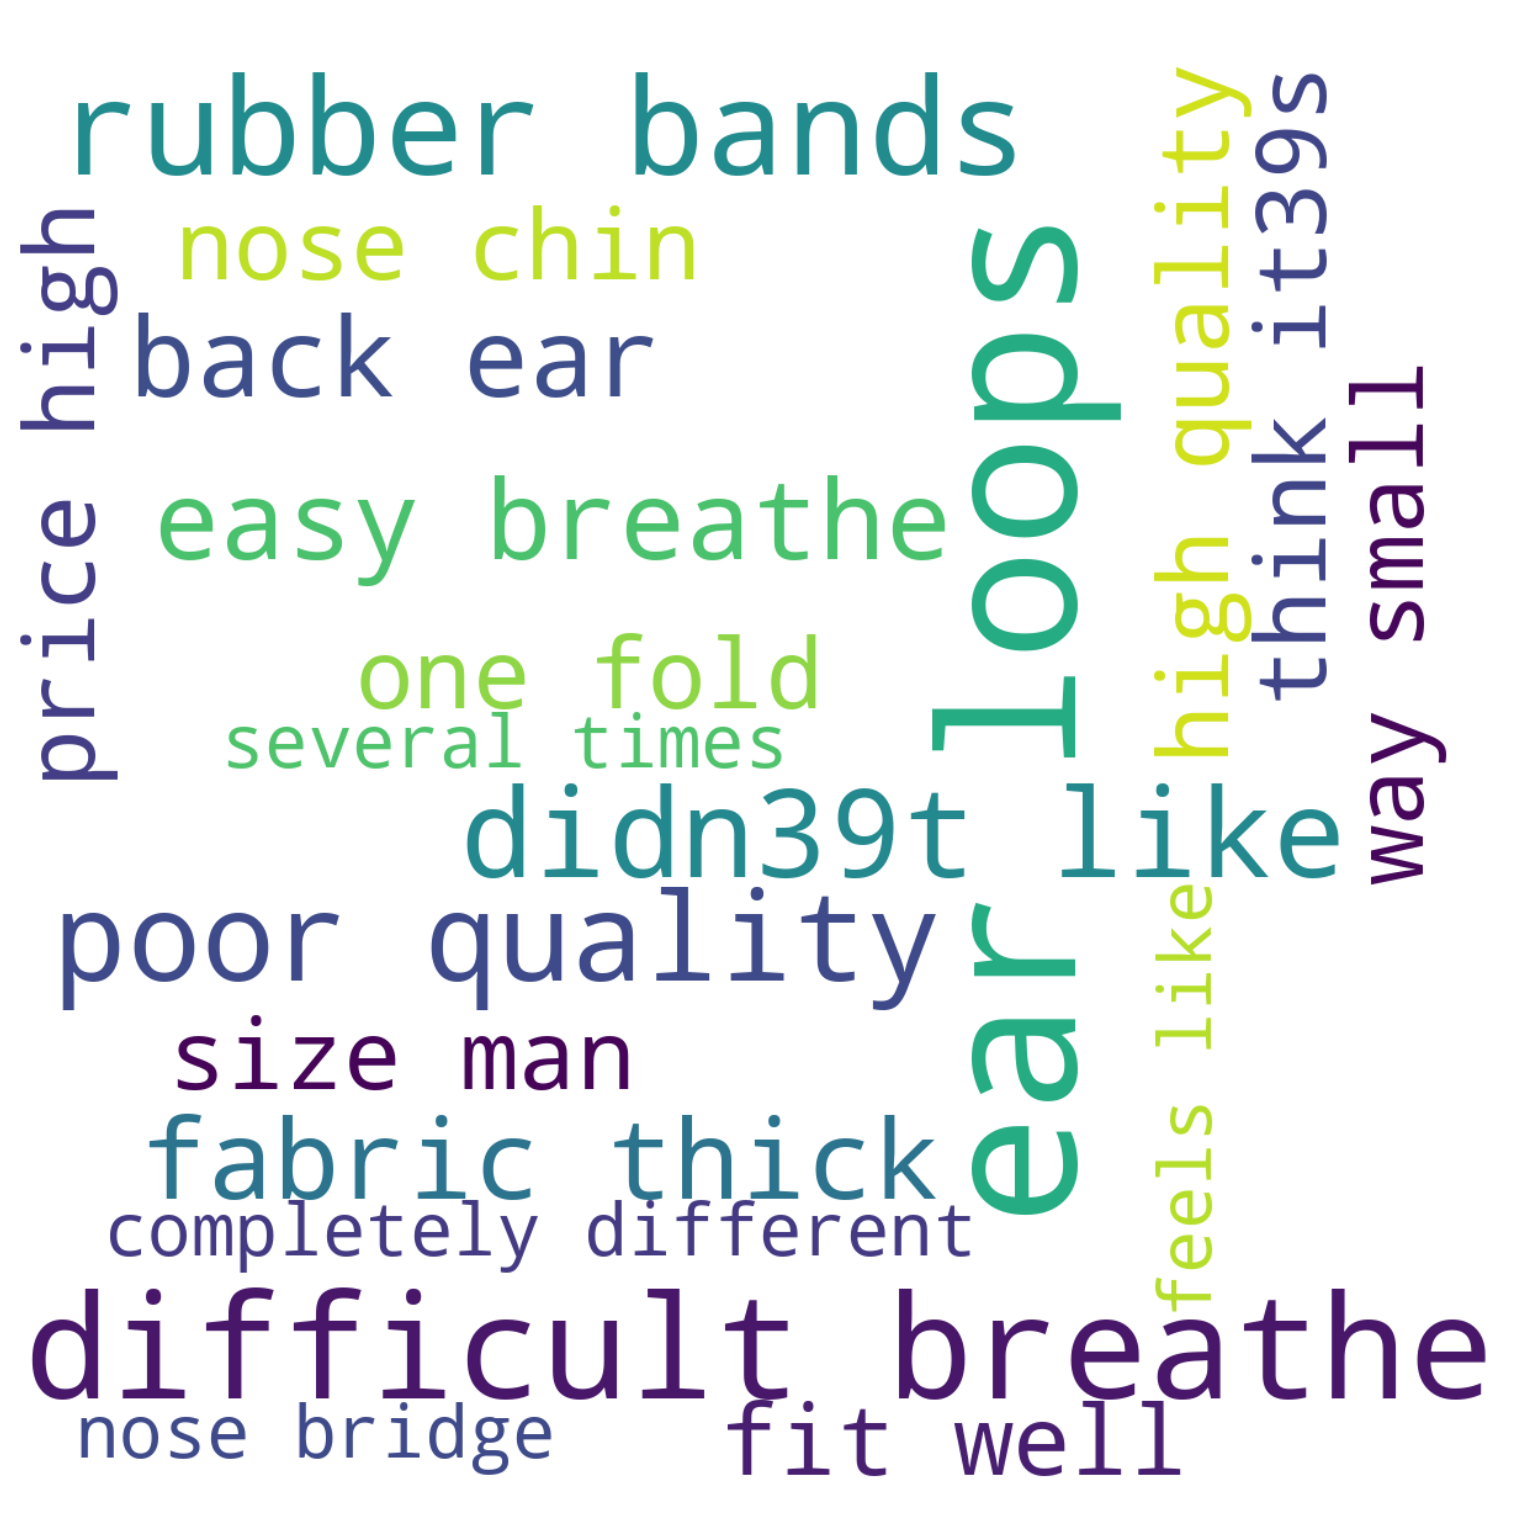 rubber bands
nose chin
back ear
price high
easy breathe
one fold
several times
ear loops
high quality
think it39s
way small
didn39t like
poor quality
size man
fabric thick
completely different
feels like
difficult breathe
nose bridge
fit well